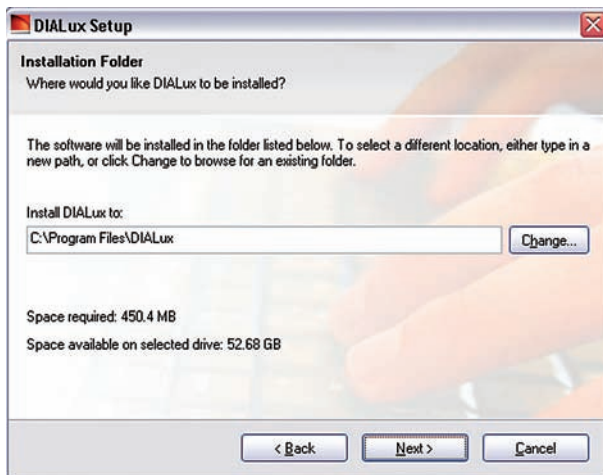 DIALux Setup
Installation Folder
Where would you like DIALux to be installed?
The software will be installed in the folder listed below. To select a different location, either type in a
new path, or click Change to browse for an existing folder.
Install DIALux to:
C:\Program Files\DIALux
Change...
Space required: 450.4 MB
Space available on selected drive: 52.68 GB
< Back
Next >
Cancel